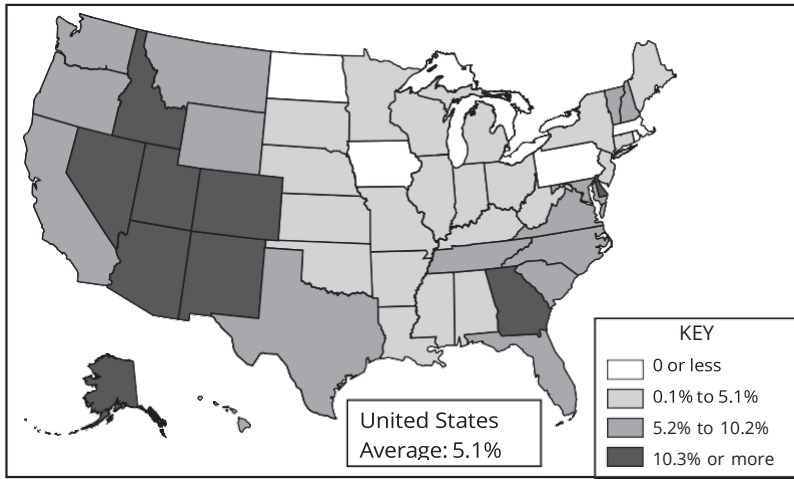 KEY
0 or less
0.1% to 5.1%
5.2% to 10.2%
10.3% or more
United States
Average: 5.1%